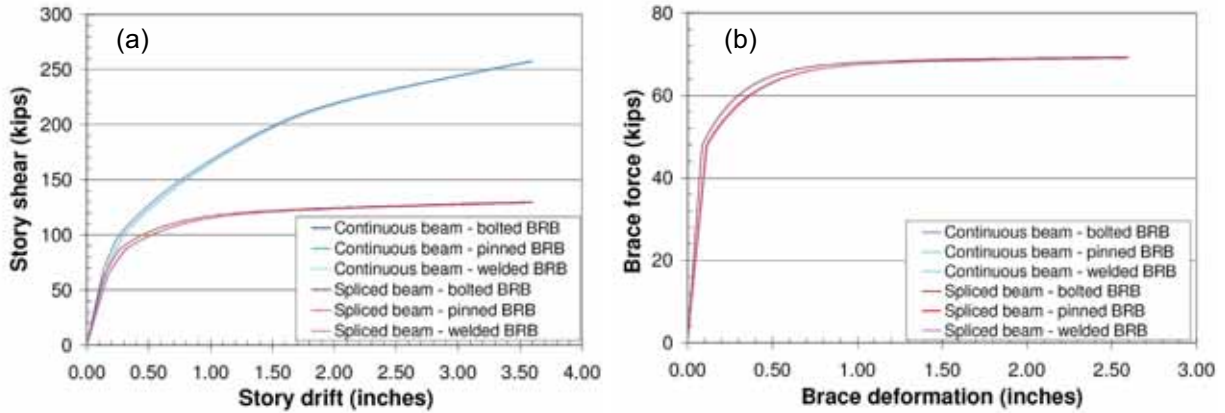 (a)
300
250
200
150
100
50
0
Story shear (kips)
Continuous beam - bolted BRB
Continuous beam - pinned BRB
Continuous beam - welded BRB
Spliced beam - bolted BRB
Spliced beam - pinned BRB
Spliced beam - welded BRB
0.00 0.50 1.00 1.50 2.00 2.50 3.00 3.50 4.00
Story drift (inches)
(b)
80
60
40
20
0
Brace force (kips)
Continuous beam - bolted BRB
Continuous beam - pinned BRB
Continuous beam - welded BRB
Spliced beam - bolted BRB
Spliced beam - pinned BRB
Spliced beam - welded BRB
0.00 0.50 1.00 1.50 2.00 2.50 3.00
Brace deformation (inches)